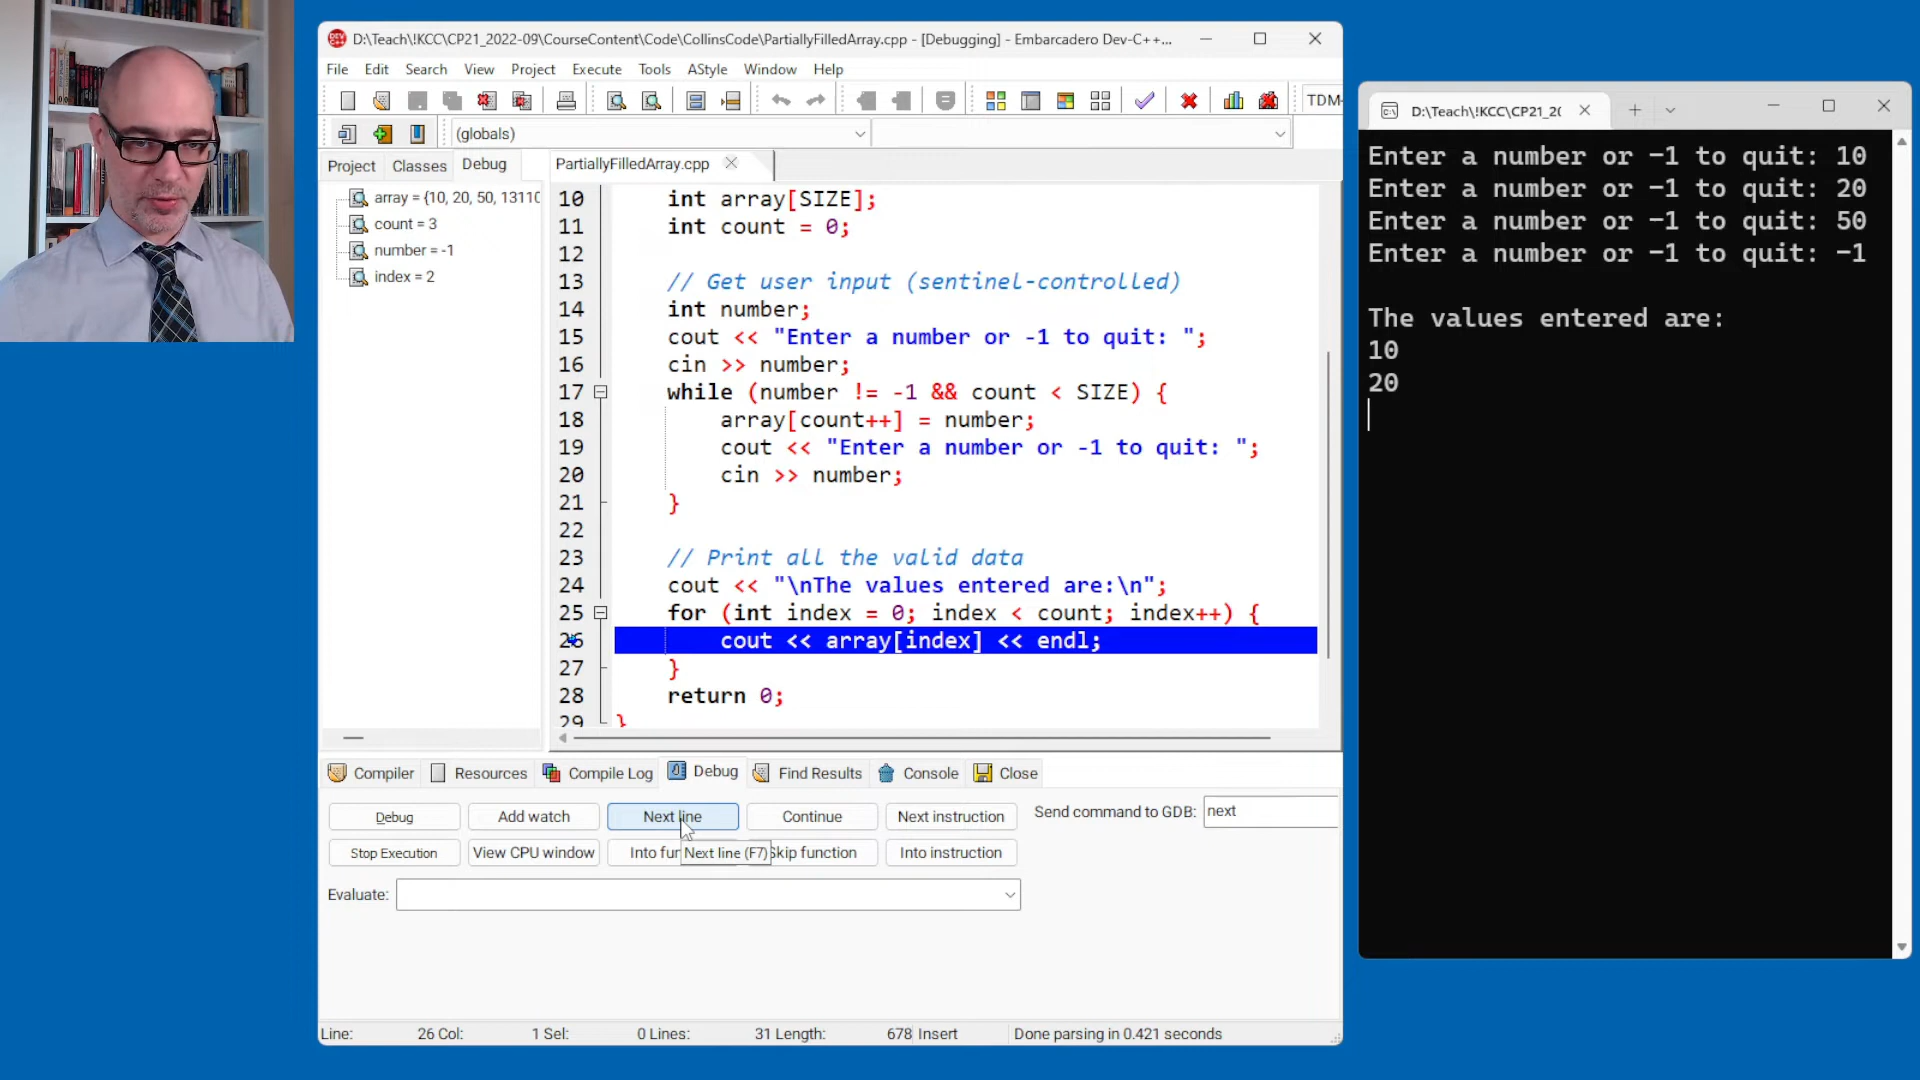 D:\Teach\!KCC\CP21_2022-09\CourseContent\Code\CollinsCode\PartiallyFilledArray.cpp - [Debugging] - Embarcadero Dev-C++...
File Edit Search View Project Execute Tools AStyle Window Help
TDM-
(globals)
Project Classes Debug
array = {10, 20, 50, 13110
count = 3
number = -1
index = 2
PartiallyFilledArray.cpp
10 int array[SIZE];
11 int count = 0;
12
13 // Get user input (sentinel-controlled)
14 int number;
15 cout << "Enter a number or -1 to quit: ";
16 cin >> number;
17 while (number != -1 && count < SIZE) {
18 array[count++] = number;
19 cout << "Enter a number or -1 to quit: ";
20 cin >> number;
21 }
22
23 // Print all the valid data
24 cout << "\nThe values entered are:\n";
25 for (int index = 0; index < count; index++) {
26 cout << array[index] << endl;
27 }
28 return 0;
29 }
Compiler Resources Compile Log Debug Find Results Console Close
Debug Add watch Next line Continue Next instruction Send command to GDB: next
Stop Execution View CPU window Into fun Next line (F7) Skip function Into instruction
Evaluate:
Line: 26 Col: 1 Sel: 0 Lines: 31 Length: 678 Insert Done parsing in 0.421 seconds
D:\Teach\!KCC\CP21_20
Enter a number or -1 to quit: 10
Enter a number or -1 to quit: 20
Enter a number or -1 to quit: 50
Enter a number or -1 to quit: -1
The values entered are:
10
20